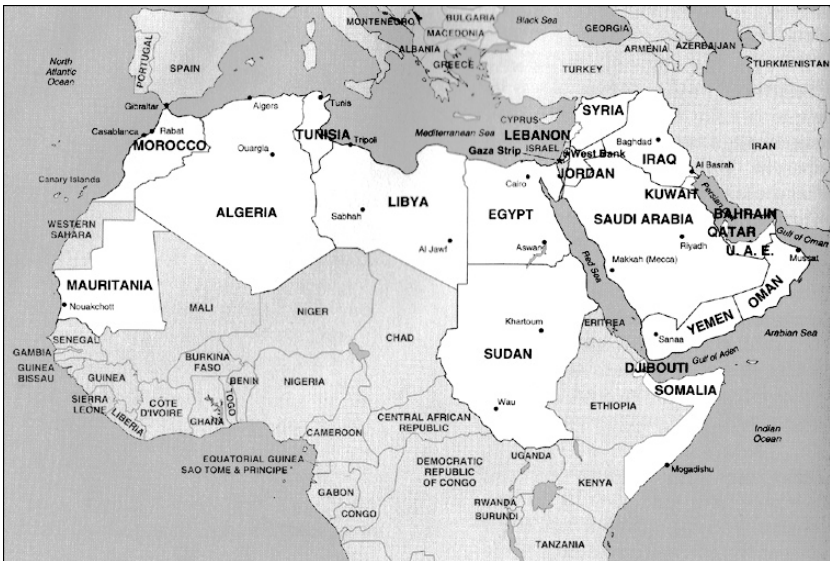 MONTENEGRO
BULGARIA
Black Sea
GEORGIA
MACEDONIA
ALBANIA
ARMENIA
AZERBAIJAN
PORTUGAL
SPAIN
GREECE
TURKEY
TURKMENISTAN
North
Atlantic
Ocean
Gibraltar
Algers
Tunis
CYPRUS
SYRIA
Casablanca
Rabat
TUNISIA
Tripoli
Mediterranean Sea
LEBANON
Baghdad
MOROCCO
Ouargla
Gaza Strip
ISRAEL
West Bank
IRAQ
IRAN
Al Basrah
Canary Islands
Cairo
JORDAN
KUWAIT
Persian
ALGERIA
Sabhah
LIBYA
EGYPT
SAUDI ARABIA
BAHRAIN
WESTERN
SAHARA
QATAR
Gulf of Oman
Al Jawf
Aswan
Riyadh
U. A. E.
Muscat
Red Sea
Makkah (Mecca)
MAURITANIA
OMAN
Nouakchott
MALI
NIGER
YEMEN
Khartoum
ERITREA
Sanaa
Arabian Sea
SENEGAL
CHAD
GAMBIA
SUDAN
Gulf of Aden
GUINEA
BISSAU
BURKINA
FASO
DJIBOUTI
GUINEA
BENIN
NIGERIA
SOMALIA
SIERRA
LEONE
CÔTE
D'IVOIRE
TOGO
Wau
ETHIOPIA
LIBERIA
GHANA
CENTRAL AFRICAN
REPUBLIC
Indian
Ocean
CAMEROON
EQUATORIAL GUINEA
SAO TOME & PRINCIPE
DEMOCRATIC
REPUBLIC
OF CONGO
UGANDA
Mogadishu
GABON
KENYA
CONGO
RWANDA
BURUNDI
TANZANIA